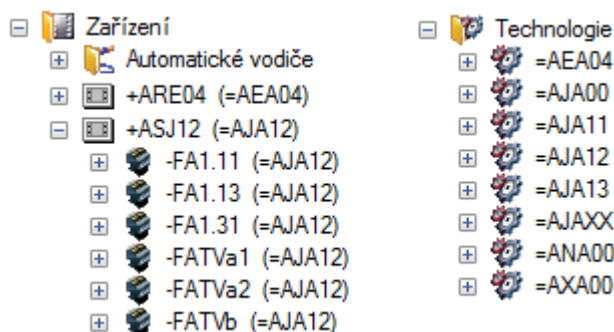 Zařízení
Automatické vodiče
+ARE04 (=AEA04)
+ASJ12 (=AJA12)
-FA1.11 (=AJA12)
-FA1.13 (=AJA12)
-FA1.31 (=AJA12)
-FATVa1 (=AJA12)
-FATVa2 (=AJA12)
-FATVb (=AJA12)
Technologie
=AEA04
=AJA00
=AJA11
=AJA12
=AJA13
=AJAXX
=ANA00
=AXA00